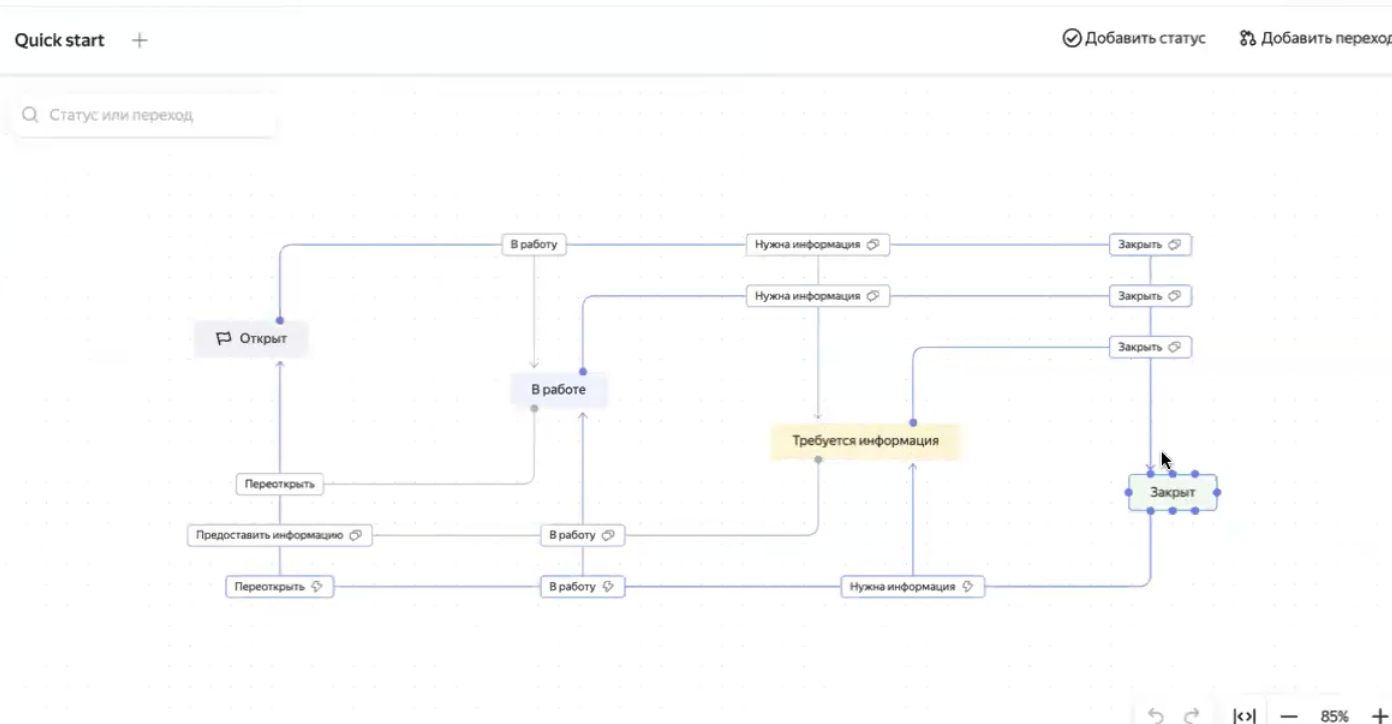 Quick start
Добавить статус
Добавить переход
Статус или переход
В работу
Нужна информация
Закрыть
Нужна информация
Закрыть
Открыт
Закрыть
В работе
Требуется информация
Переоткрыть
Закрыт
Предоставить информацию
В работу
Переоткрыть
В работу
Нужна информация
85%